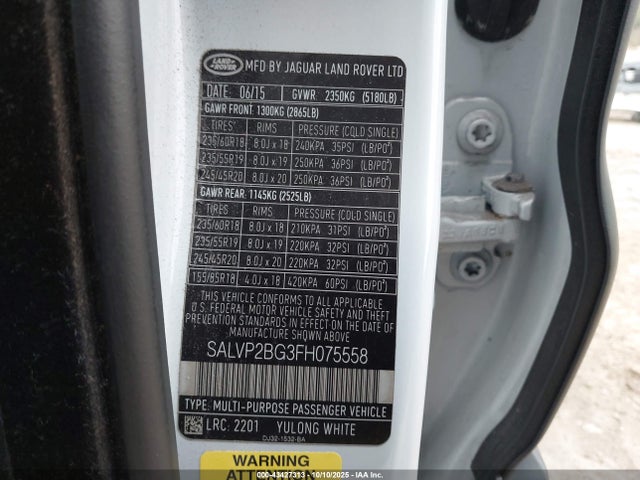 LAND ROVER
MFD BY JAGUAR LAND ROVER LTD
DATE 06/15 GVWR 2350KG (5180LB)
GAWR FRONT: 1300KG (2865LB)
TIRES RIMS PRESSURE (COLD SINGLE)
235/60R18 8.0J x 18 240KPA 35PSI (LB/PO²)
235/55R19 8.0J x 19 250KPA 36PSI (LB/PO²)
245/45R20 8.0J x 20 250KPA 36PSI (LB/PO²)
GAWR REAR: 1145KG (2525LB)
TIRES RIMS PRESSURE (COLD SINGLE)
235/60R18 8.0J x 18 210KPA 31PSI (LB/PO²)
235/55R19 8.0J x 19 220KPA 32PSI (LB/PO²)
245/45R20 8.0J x 20 220KPA 32PSI (LB/PO²)
155/85R18 4.0J x 18 420KPA 60PSI (LB/PO²)
THIS VEHICLE CONFORMS TO ALL APPLICABLE
U.S. FEDERAL MOTOR VEHICLE SAFETY AND THEFT
PREVENTION STANDARDS IN EFFECT ON THE DATE OF
MANUFACTURE SHOWN ABOVE
SALVP2BG3FH075558
TYPE: MULTI-PURPOSE PASSENGER VEHICLE
LRC: 2201 YULONG WHITE
DJ32-1532-BA
WARNING
© 2025 - 43427313 - 10/10/2025 - IAA Inc.